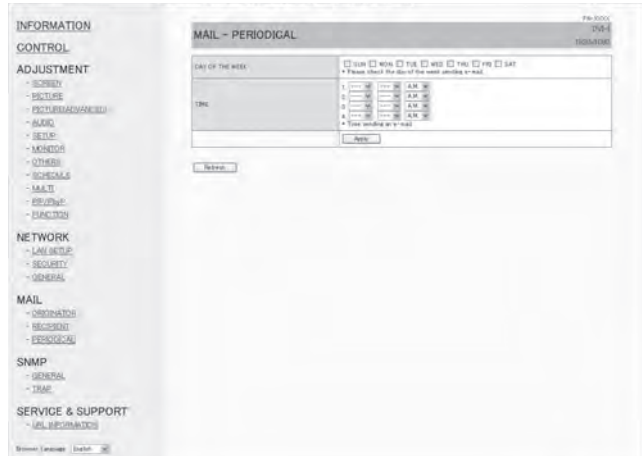 INFORMATION
CONTROL
ADJUSTMENT
- SCREEN
- PICTURE
- PICTURE(ADVANCED)
- AUDIO
- SETUP
- MONITOR
- OTHERS
- SCHEDULE
- MULTI
- PIP/PbyP
- FUNCTION
NETWORK
- LAN SETUP
- SECURITY
- GENERAL
MAIL
- ORIGINATOR
- RECIPIENT
- PERIODICAL
SNMP
- GENERAL
- TRAP
SERVICE & SUPPORT
- URL INFORMATION
Browser Language English
MAIL - PERIODICAL
DAY OF THE WEEK
SUN MON TUE WED THU FRI SAT
* Please check the day of the week sending e-mail.
TIME
1. --- --- A.M.
2. --- --- A.M.
3. --- --- A.M.
4. --- --- A.M.
* Time sending an e-mail
Apply
Refresh